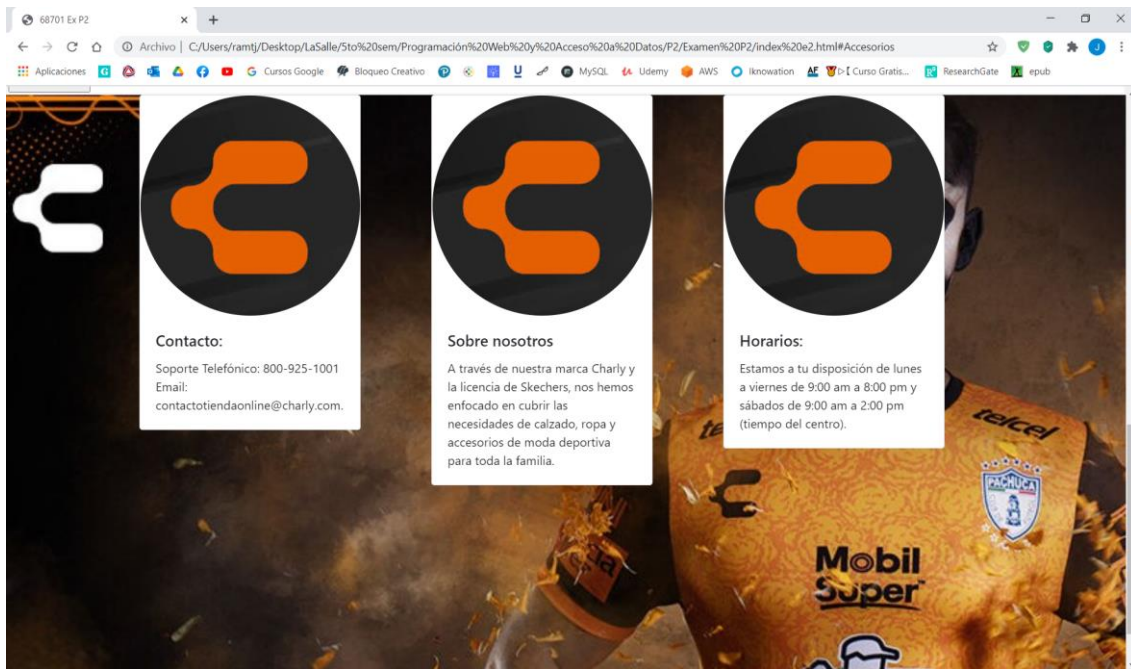 68701 Ex P2
Archivo | C:/Users/ramtj/Desktop/LaSalle/5to%20sem/Programación%20Web%20y%20Acceso%20a%20Datos/P2/Examen%20P2/index%20e2.html#Accesorios
Aplicaciones Cursos Google Bloqueo Creativo MySQL Udemy AWS Iknowation Curso Gratis... ResearchGate epub
Contacto:
Soporte Telefónico: 800-925-1001
Email:
contactotiendaonline@charly.com.
Sobre nosotros
A través de nuestra marca Charly y
la licencia de Skechers, nos hemos
enfocado en cubrir las
necesidades de calzado, ropa y
accesorios de moda deportiva
para toda la familia.
Horarios:
Estamos a tu disposición de lunes
a viernes de 9:00 am a 8:00 pm y
sábados de 9:00 am a 2:00 pm
(tiempo del centro).
telcel
PACHUCA
Mobil
Super